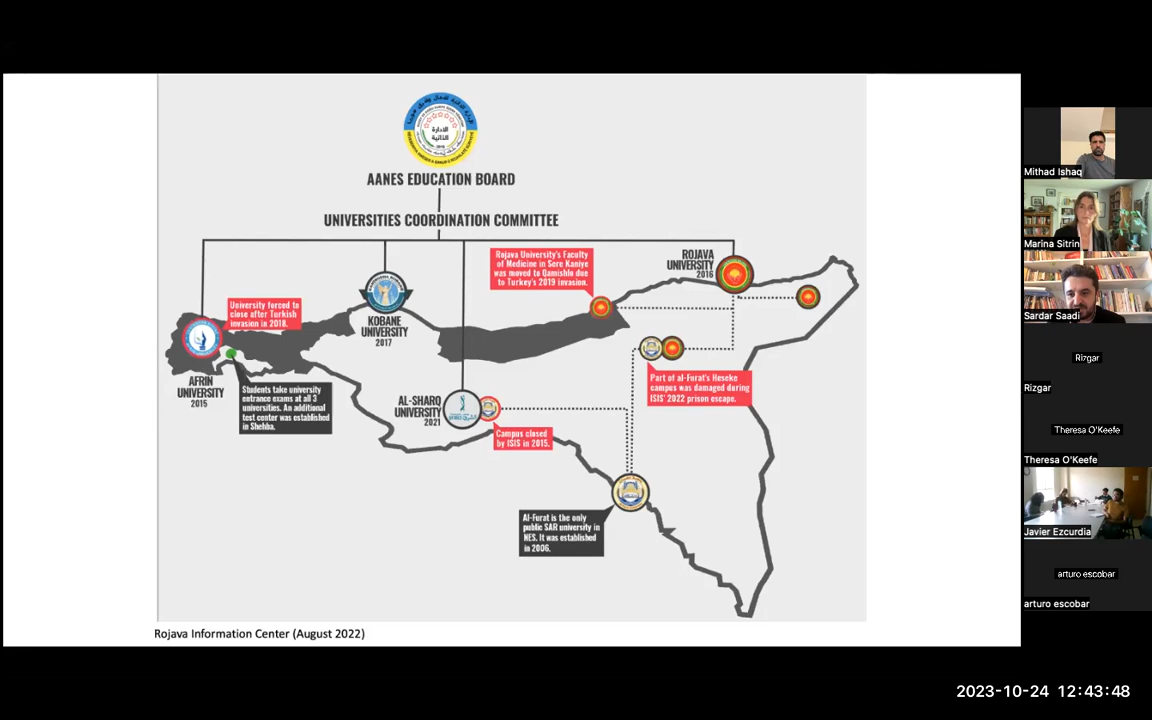 الادارة
الذاتية
AANES EDUCATION BOARD
UNIVERSITIES COORDINATION COMMITTEE
Rojava University's Faculty
of Medicine in Sere Kaniye
was moved to Qamishlo due
to Turkey's 2019 invasion.
ROJAVA
UNIVERSITY
2016
University forced to
close after Turkish
invasion in 2018.
KOBANE
UNIVERSITY
2017
AFRIN
UNIVERSITY
2015
Students take university
entrance exams at all 3
universities. An additional
test center was established
in Shehba.
AL-SHARQ
UNIVERSITY
2021
Campus closed
by ISIS in 2015.
Part of al-Furat's Heseke
campus was damaged during
ISIS' 2022 prison escape.
Al-Furat is the only
public SAR university in
NES. It was established
in 2006.
Rojava Information Center (August 2022)
Mithad Ishaq
Marina Sitrin
Sardar Saadi
Rizgar
Rizgar
Theresa O'Keefe
Theresa O'Keefe
Javier Ezcurdia
arturo escobar
arturo escobar
2023-10-24 12:43:48